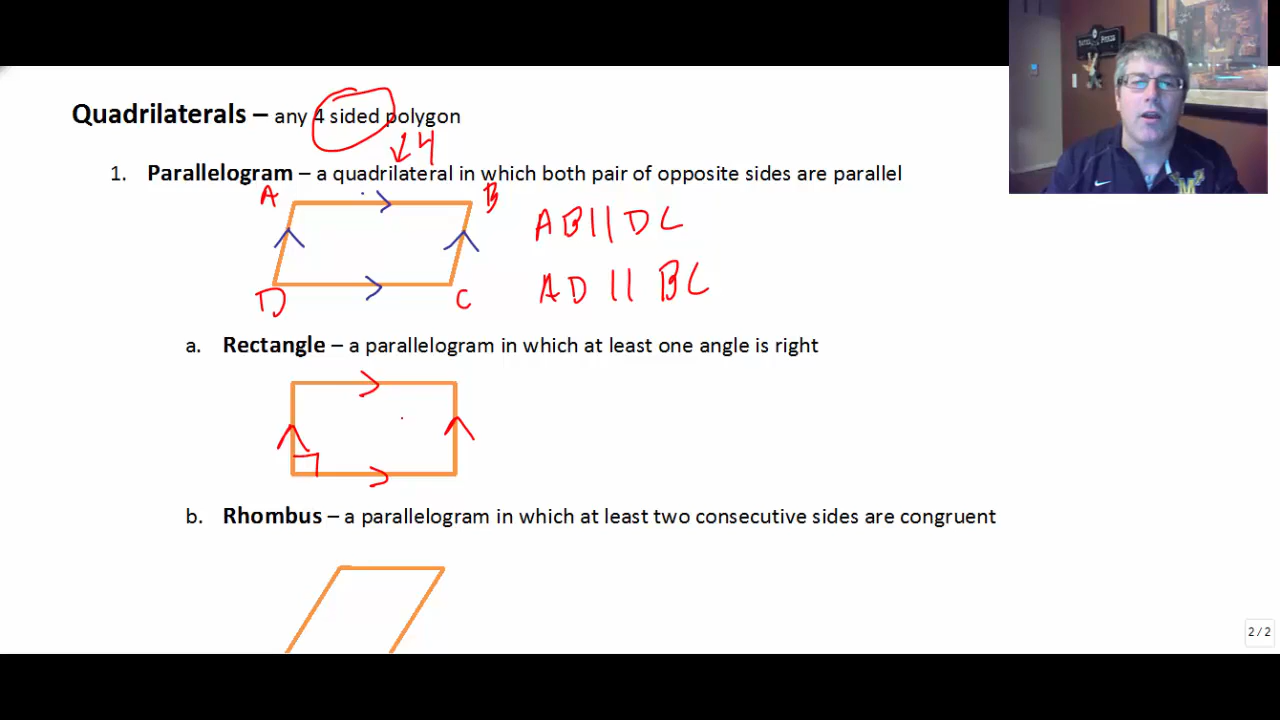 Quadrilaterals – any 4 sided polygon
4
1. Parallelogram – a quadrilateral in which both pair of opposite sides are parallel
A B
AB||DC
AD||BC
D C
a. Rectangle – a parallelogram in which at least one angle is right
b. Rhombus – a parallelogram in which at least two consecutive sides are congruent
2/2